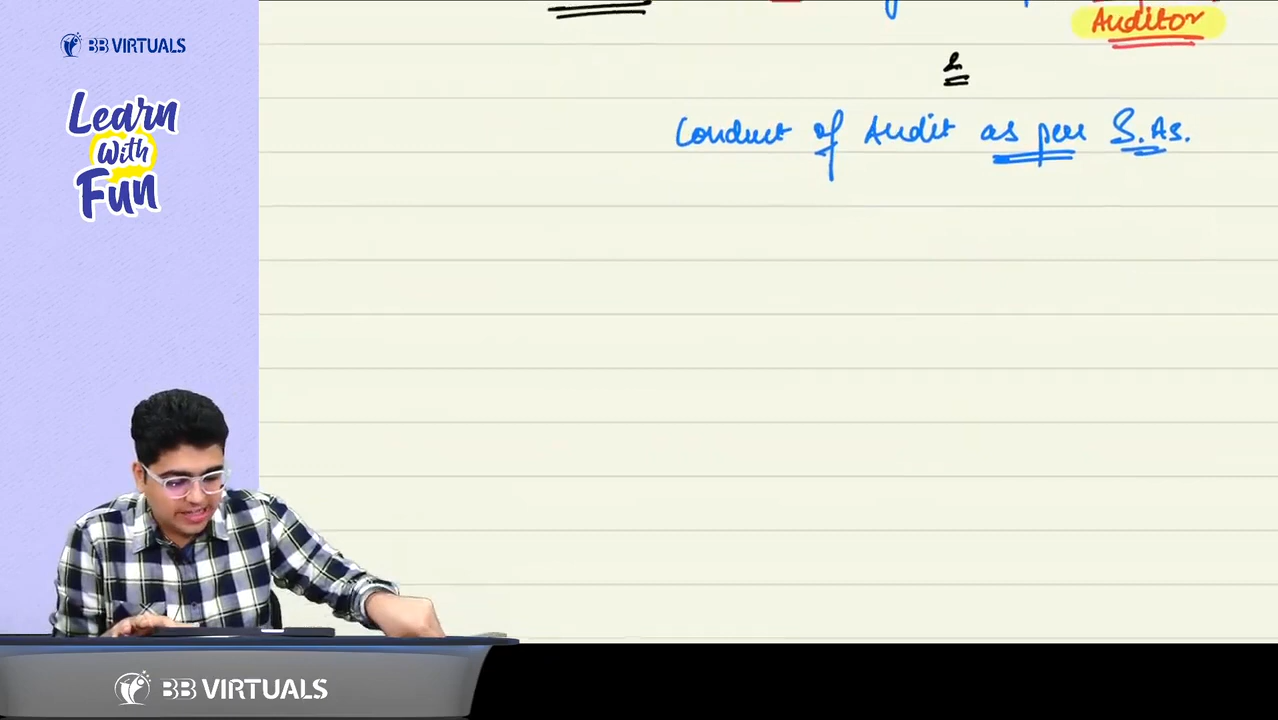 BB VIRTUALS
Learn
With
Fun
Auditor
&
Conduct of Audit as per S.As.
BB VIRTUALS